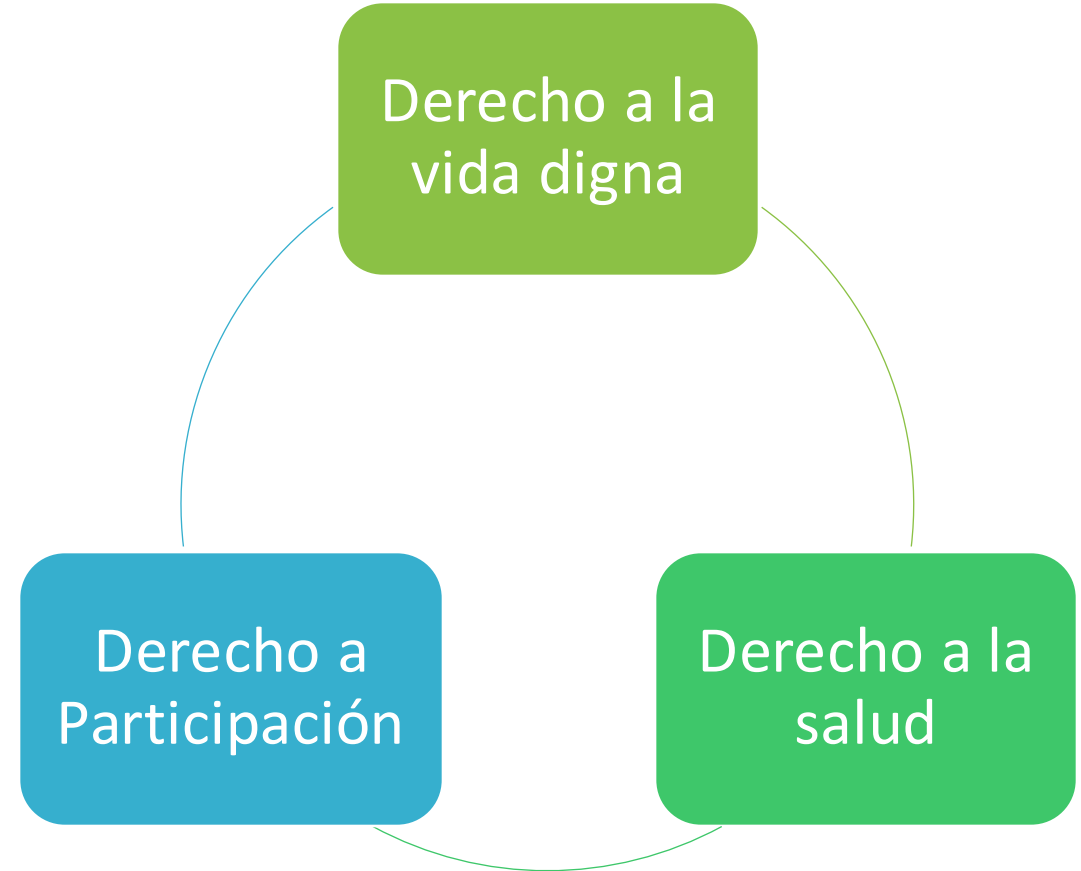 Derecho a la
vida digna
Derecho a
Participación
Derecho a la
salud